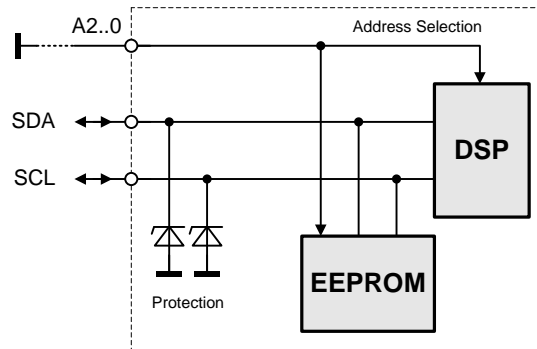 A2..0
Address Selection
SDA
DSP
SCL
EEPROM
Protection